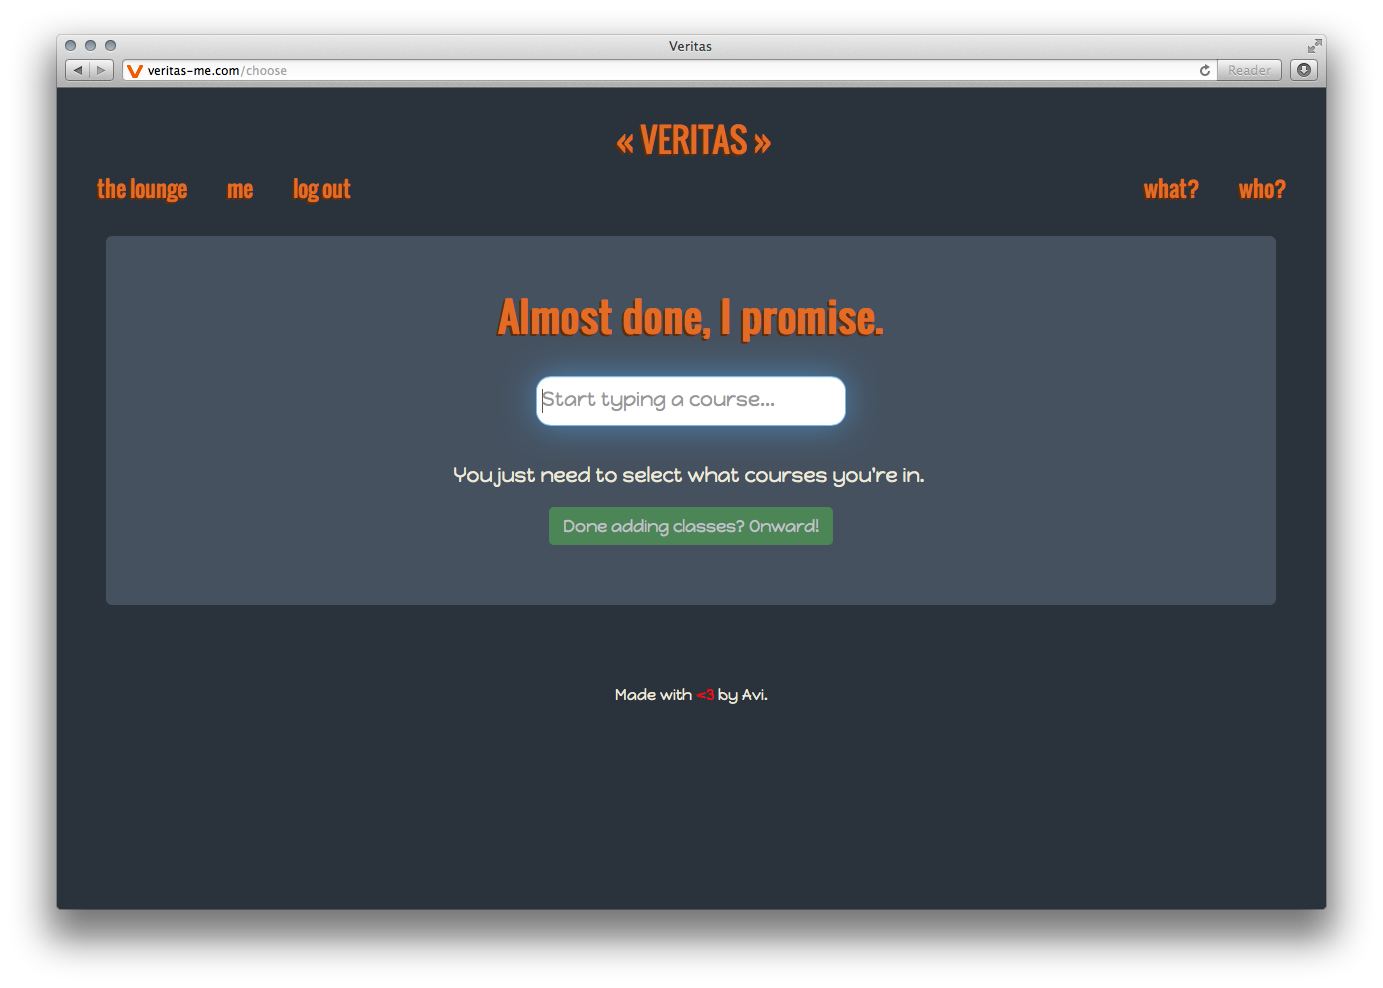 Veritas
veritas-me.com/choose
Reader
« VERITAS »
the lounge me log out what? who?
Almost done, I promise.
Start typing a course...
You just need to select what courses you're in.
Done adding classes? Onward!
Made with <3 by Avi.